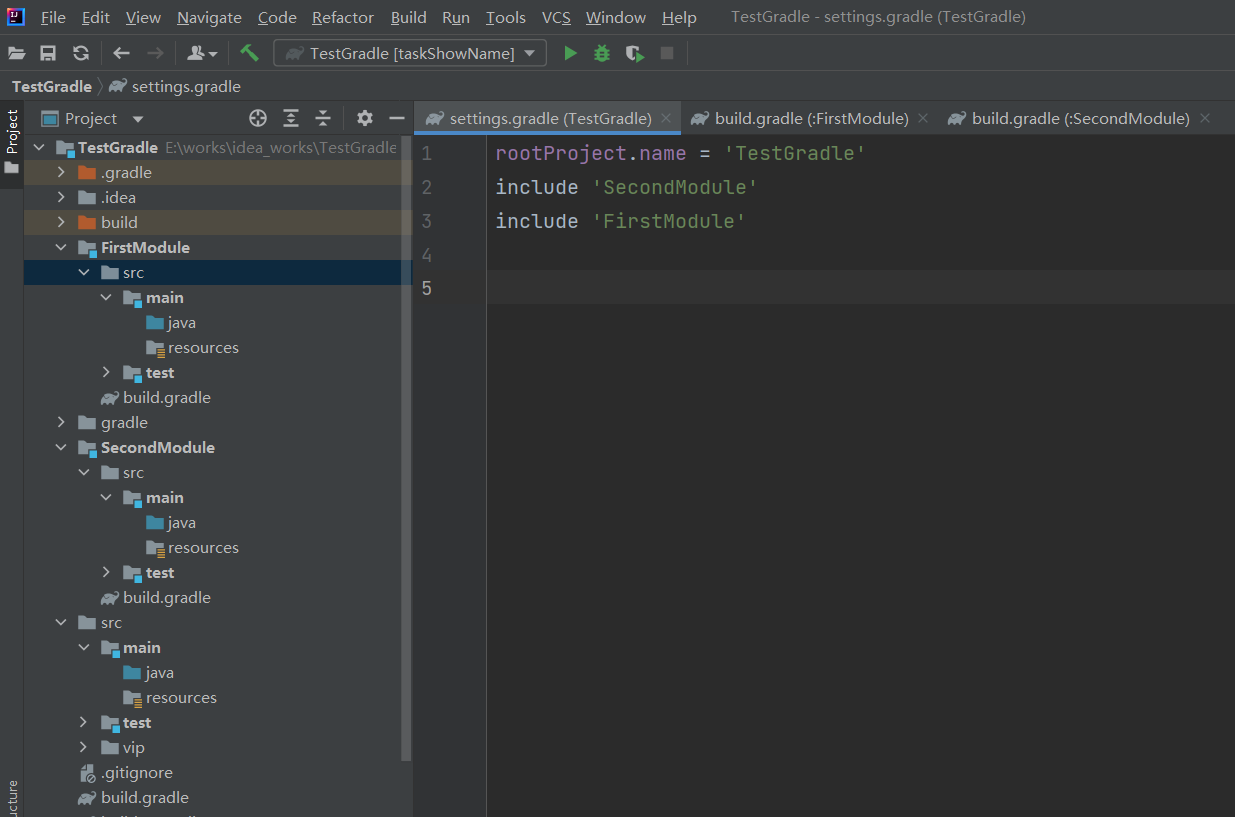 File Edit View Navigate Code Refactor Build Run Tools VCS Window Help TestGradle - settings.gradle (TestGradle)
TestGradle [taskShowName]
TestGradle settings.gradle
Project
Project
settings.gradle (TestGradle) build.gradle (:FirstModule) build.gradle (:SecondModule)
TestGradle E:\works\idea_works\TestGradle
.gradle
.idea
build
FirstModule
src
main
java
resources
test
build.gradle
gradle
SecondModule
src
main
java
resources
test
build.gradle
src
main
java
resources
test
vip
.gitignore
build.gradle
1 rootProject.name = 'TestGradle'
2 include 'SecondModule'
3 include 'FirstModule'
4
5